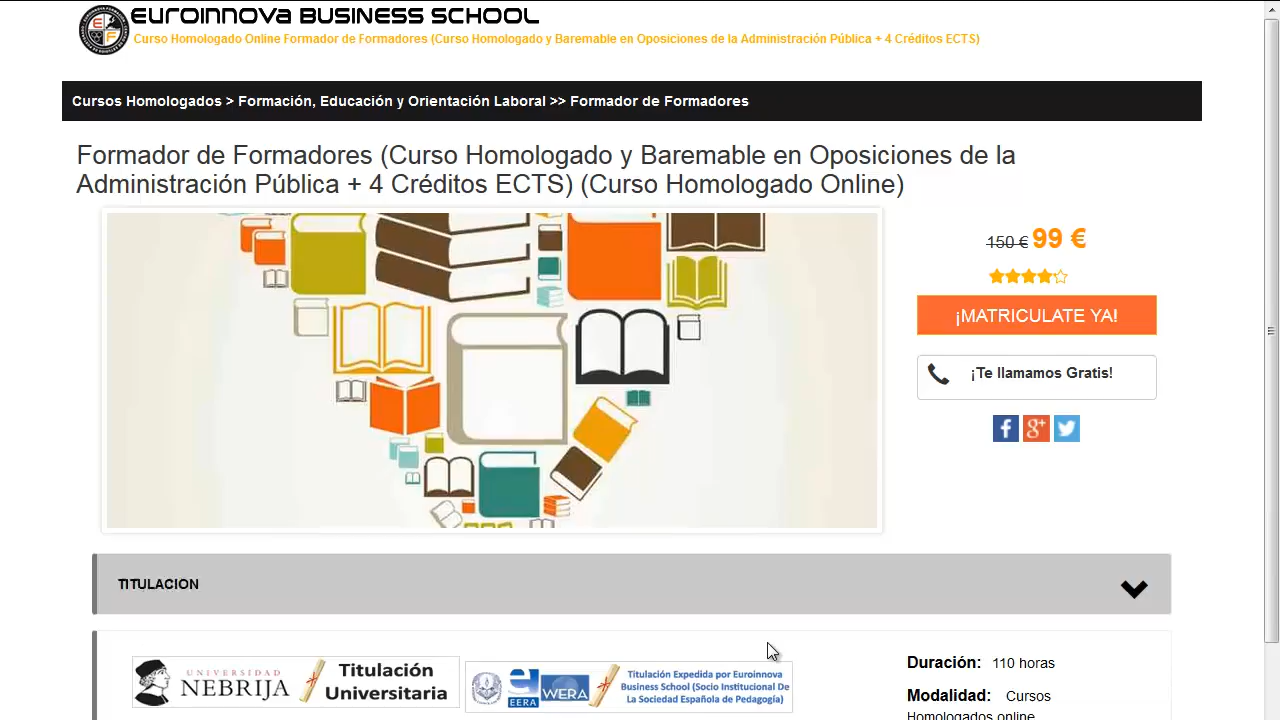 EUROINNOVA BUSINESS SCHOOL
Curso Homologado Online Formador de Formadores (Curso Homologado y Baremable en Oposiciones de la Administración Pública + 4 Créditos ECTS)
Cursos Homologados > Formación, Educación y Orientación Laboral >> Formador de Formadores
Formador de Formadores (Curso Homologado y Baremable en Oposiciones de la
Administración Pública + 4 Créditos ECTS) (Curso Homologado Online)
150 € 99 €
¡MATRICULATE YA!
¡Te llamamos Gratis!
TITULACION
UNIVERSIDAD
NEBRIJA
Titulación
Universitaria
EERA
WERA
Titulación Expedida por Euroinnova
Business School (Socio Institucional De
La Sociedad Española de Pedagogía)
Duración: 110 horas
Modalidad: Cursos
Homologados online